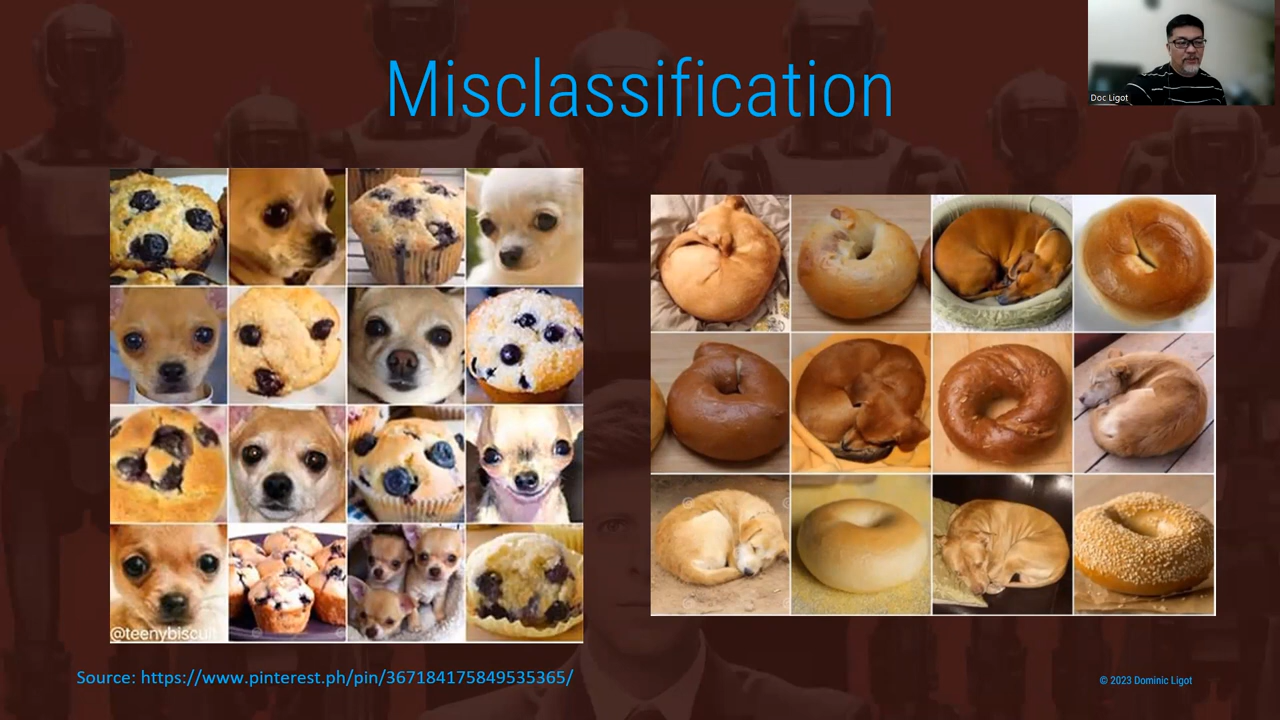 Misclassification
Doc Ligot
@teenybiscuit
Source: https://www.pinterest.ph/pin/367184175849535365/
© 2023 Dominic Ligot